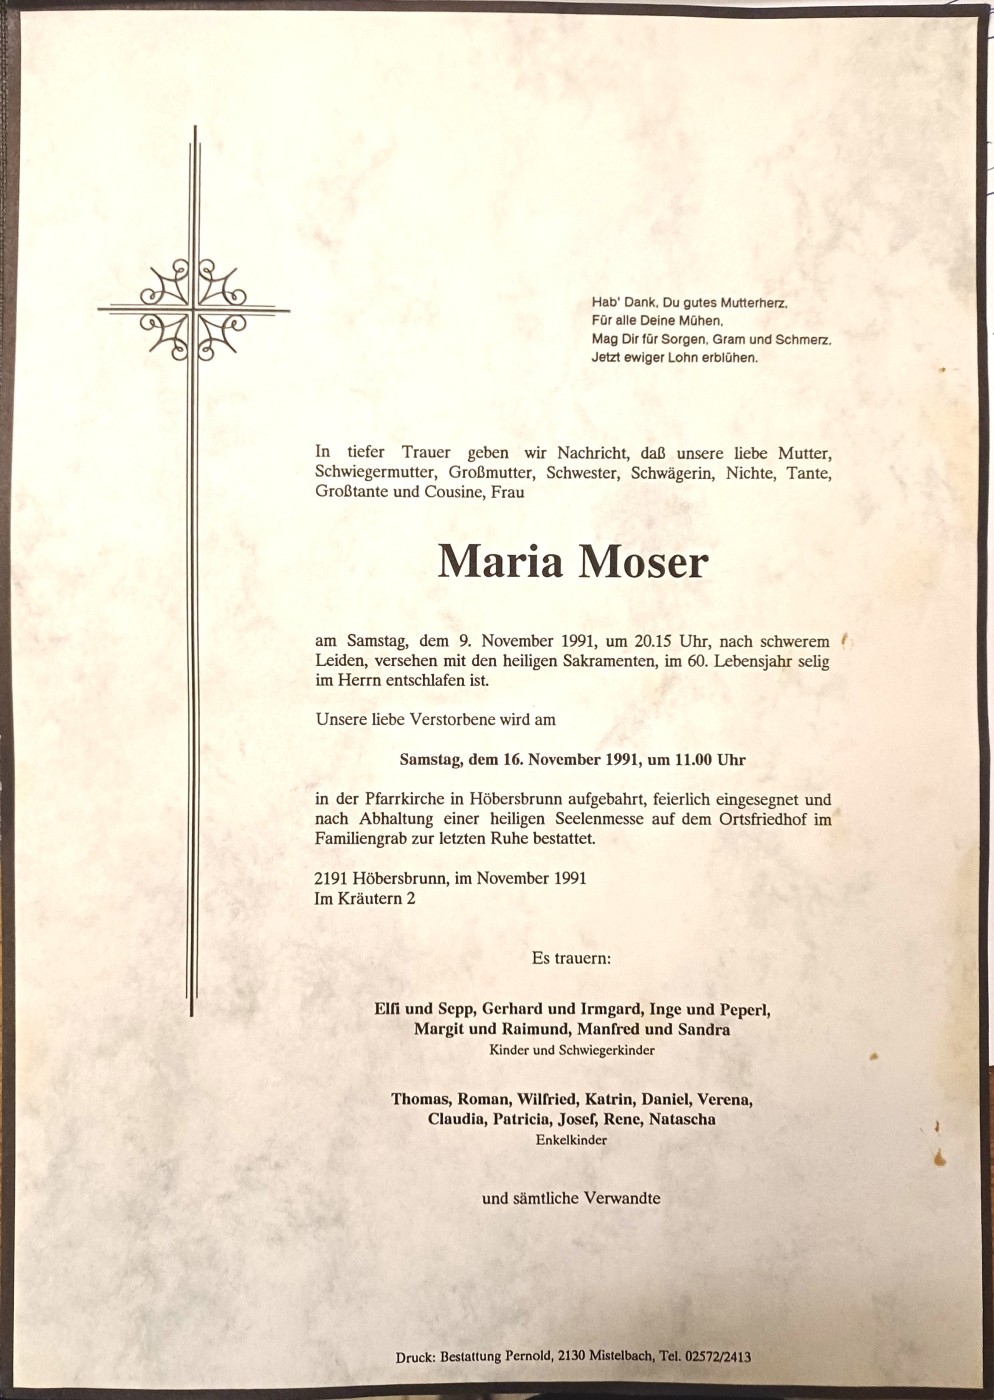 Hab' Dank, Du gutes Mutterherz,
Für alle Deine Mühen,
Mag Dir für Sorgen, Gram und Schmerz,
Jetzt ewiger Lohn erblühen.
In tiefer Trauer geben wir Nachricht, daß unsere liebe Mutter,
Schwiegermutter, Großmutter, Schwester, Schwägerin, Nichte, Tante,
Großtante und Cousine, Frau
Maria Moser
am Samstag, dem 9. November 1991, um 20.15 Uhr, nach schwerem
Leiden, versehen mit den heiligen Sakramenten, im 60. Lebensjahr selig
im Herrn entschlafen ist.
Unsere liebe Verstorbene wird am
Samstag, dem 16. November 1991, um 11.00 Uhr
in der Pfarrkirche in Höbersbrunn aufgebahrt, feierlich eingesegnet und
nach Abhaltung einer heiligen Seelenmesse auf dem Ortsfriedhof im
Familiengrab zur letzten Ruhe bestattet.
2191 Höbersbrunn, im November 1991
Im Kräutern 2
Es trauern:
Elfi und Sepp, Gerhard und Irmgard, Inge und Peperl,
Margit und Raimund, Manfred und Sandra
Kinder und Schwiegerkinder
Thomas, Roman, Wilfried, Katrin, Daniel, Verena,
Claudia, Patricia, Josef, Rene, Natascha
Enkelkinder
und sämtliche Verwandte
Druck: Bestattung Pernold, 2130 Mistelbach, Tel. 02572/2413